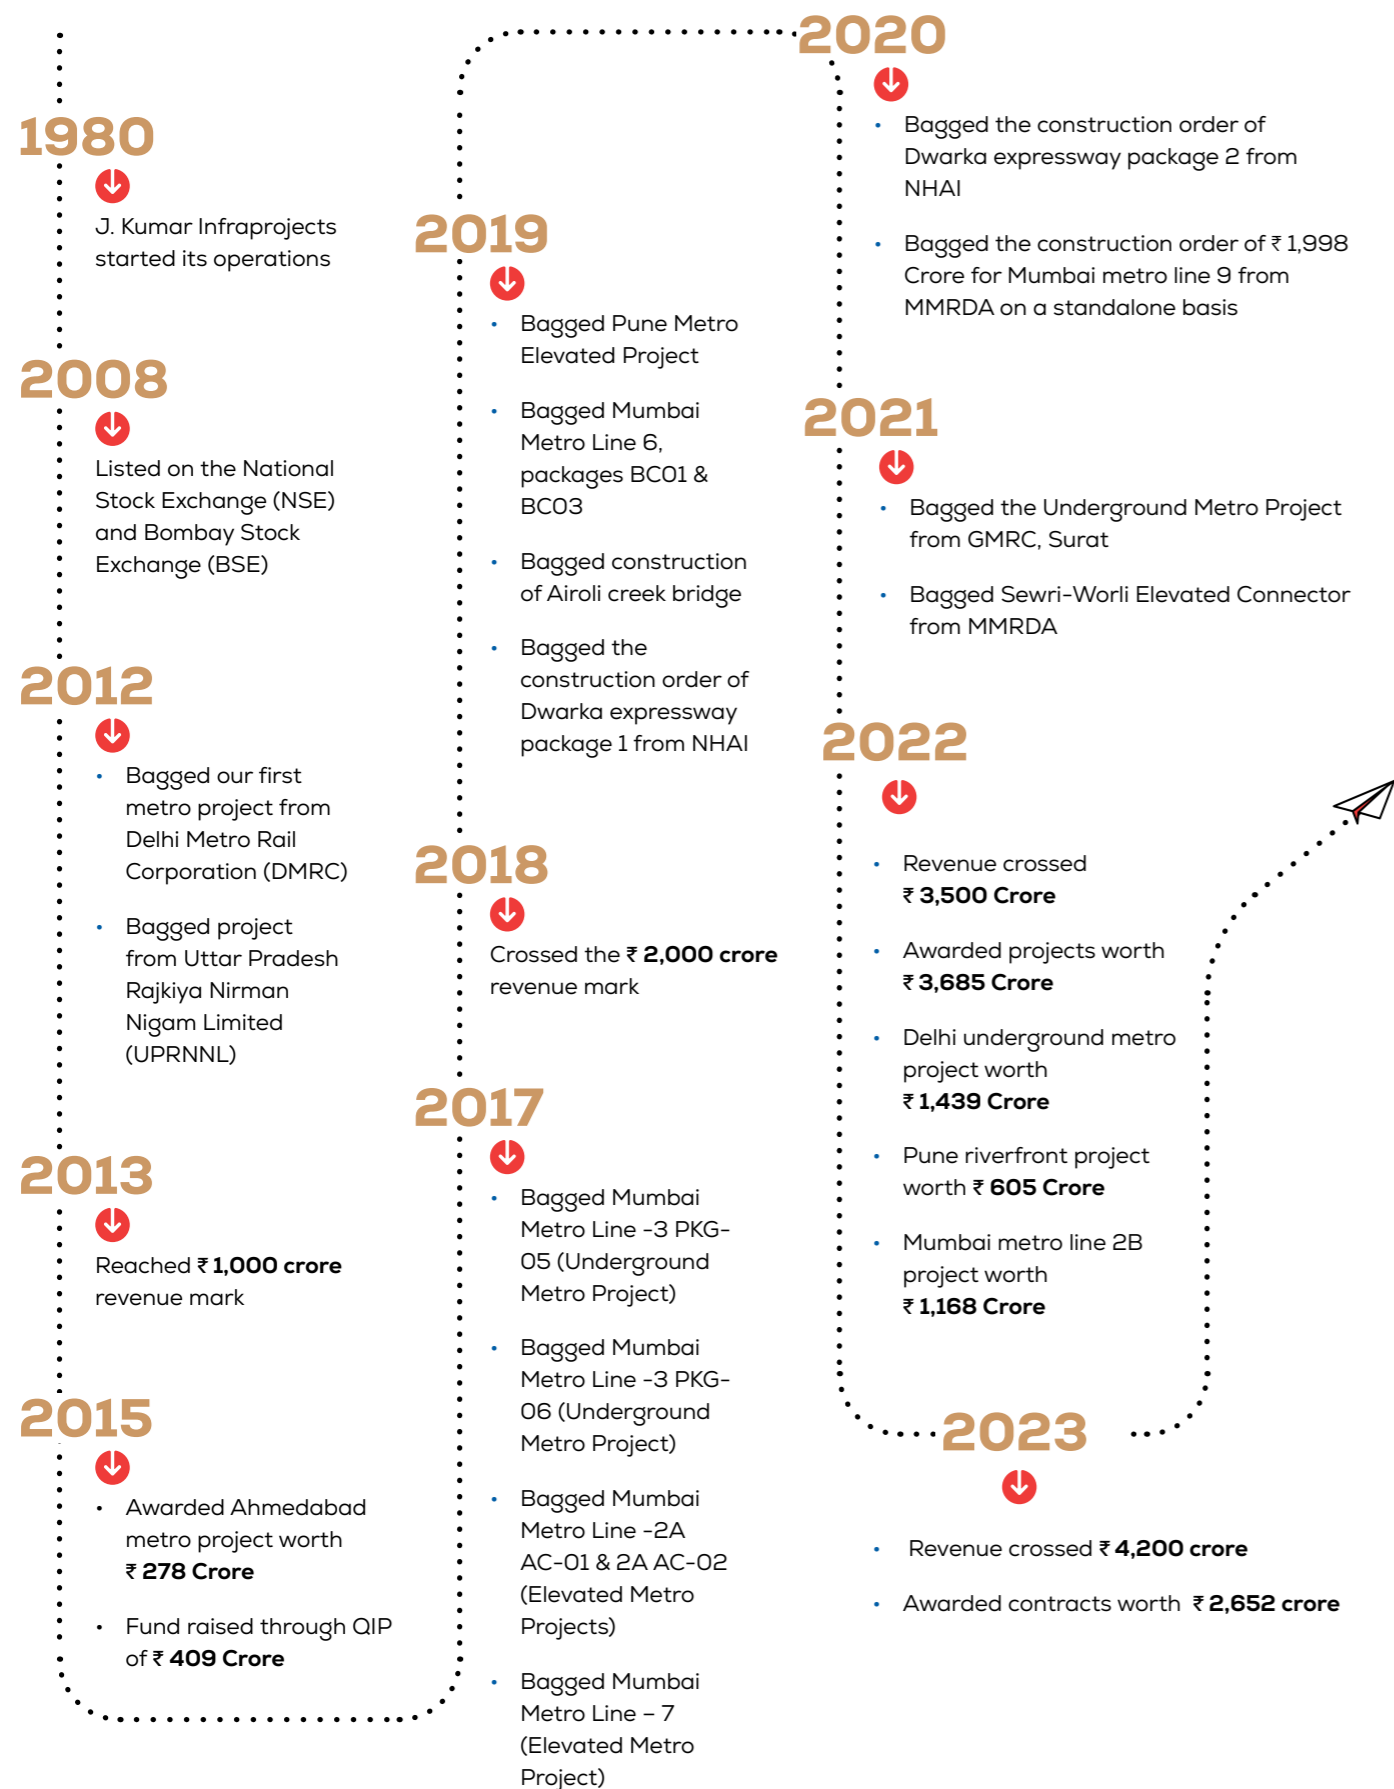 1980
J. Kumar Infraprojects
started its operations
2008
Listed on the National
Stock Exchange (NSE)
and Bombay Stock
Exchange (BSE)
2012
• Bagged our first
metro project from
Delhi Metro Rail
Corporation (DMRC)
• Bagged project
from Uttar Pradesh
Rajkiya Nirman
Nigam Limited
(UPRNNL)
2013
Reached ₹ 1,000 crore
revenue mark
2015
• Awarded Ahmedabad
metro project worth
₹ 278 Crore
• Fund raised through QIP
of ₹ 409 Crore
2017
• Bagged Mumbai
Metro Line -3 PKG-
05 (Underground
Metro Project)
• Bagged Mumbai
Metro Line -3 PKG-
06 (Underground
Metro Project)
• Bagged Mumbai
Metro Line -2A
AC-01 & 2A AC-02
(Elevated Metro
Projects)
• Bagged Mumbai
Metro Line – 7
(Elevated Metro
Project)
2018
Crossed the ₹ 2,000 crore
revenue mark
2019
• Bagged Pune Metro
Elevated Project
• Bagged Mumbai
Metro Line 6,
packages BC01 &
BC03
• Bagged construction
of Airoli creek bridge
• Bagged the
construction order of
Dwarka expressway
package 1 from NHAI
2020
• Bagged the construction order of
Dwarka expressway package 2 from
NHAI
• Bagged the construction order of ₹ 1,998
Crore for Mumbai metro line 9 from
MMRDA on a standalone basis
2021
• Bagged the Underground Metro Project
from GMRC, Surat
• Bagged Sewri-Worli Elevated Connector
from MMRDA
2022
• Revenue crossed
₹ 3,500 Crore
• Awarded projects worth
₹ 3,685 Crore
• Delhi underground metro
project worth
₹ 1,439 Crore
• Pune riverfront project
worth ₹ 605 Crore
• Mumbai metro line 2B
project worth
₹ 1,168 Crore
2023
• Revenue crossed ₹ 4,200 crore
• Awarded contracts worth ₹ 2,652 crore